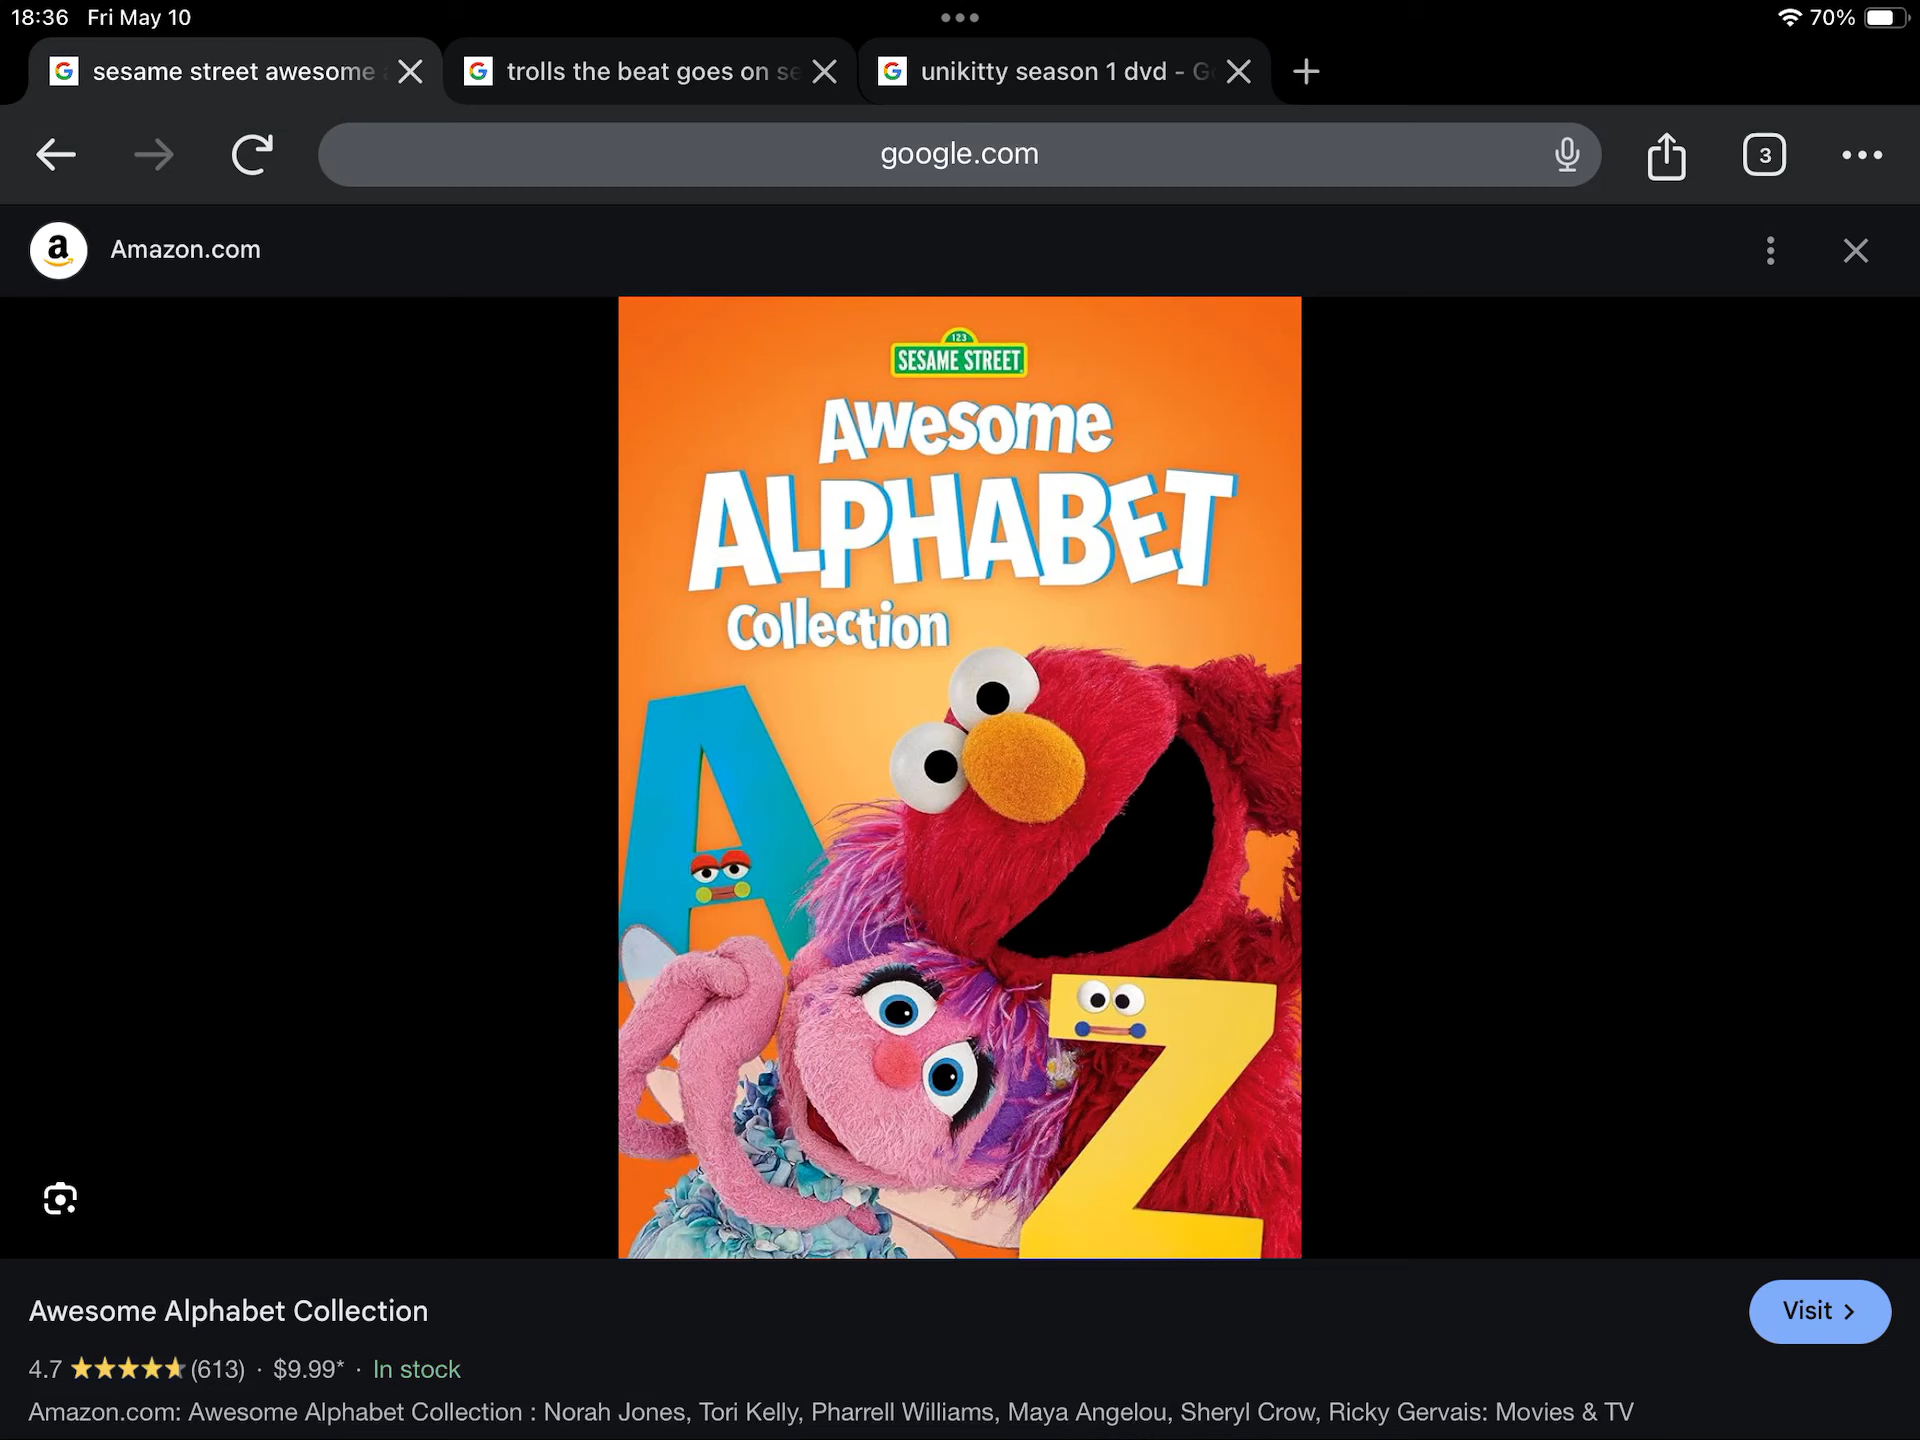 18:36 Fri May 10
70%
sesame street awesome
trolls the beat goes on se
unikitty season 1 dvd - G
google.com
3
Amazon.com
123
SESAME STREET
Awesome
ALPHABET
Collection
A
Z
Awesome Alphabet Collection
Visit
4.7 (613) · $9.99* · In stock
Amazon.com: Awesome Alphabet Collection : Norah Jones, Tori Kelly, Pharrell Williams, Maya Angelou, Sheryl Crow, Ricky Gervais: Movies & TV